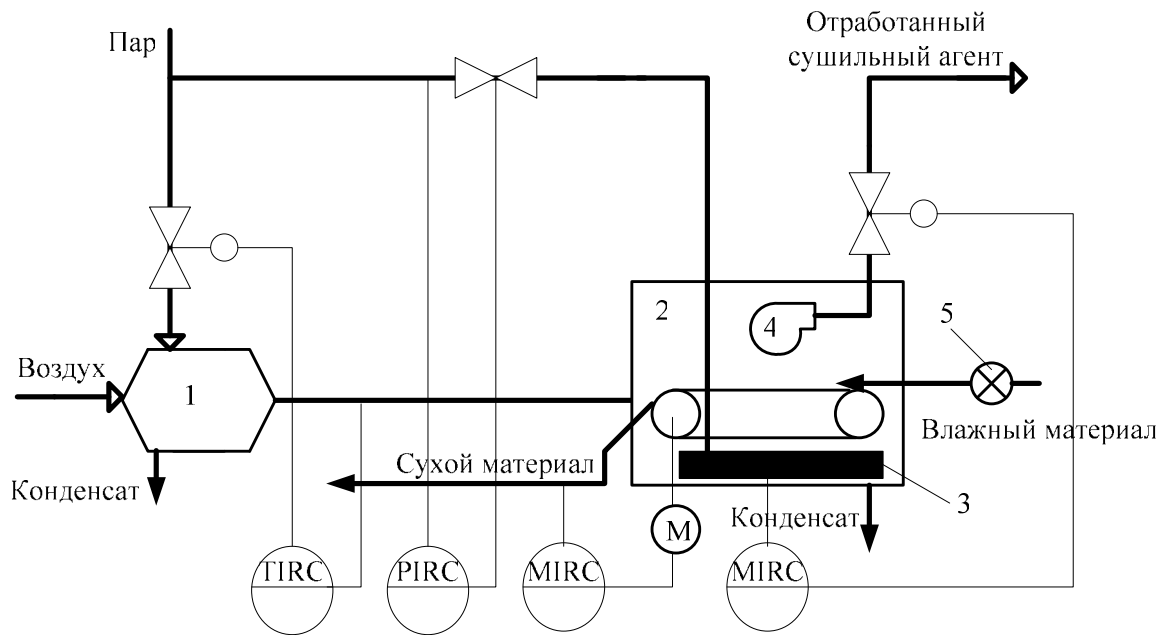 Отработанный
сушильный агент
Пар
2
4
5
Воздух
1
Влажный материал
Сухой материал
Конденсат
3
Конденсат
М
TIRC
PIRC
MIRC
MIRC